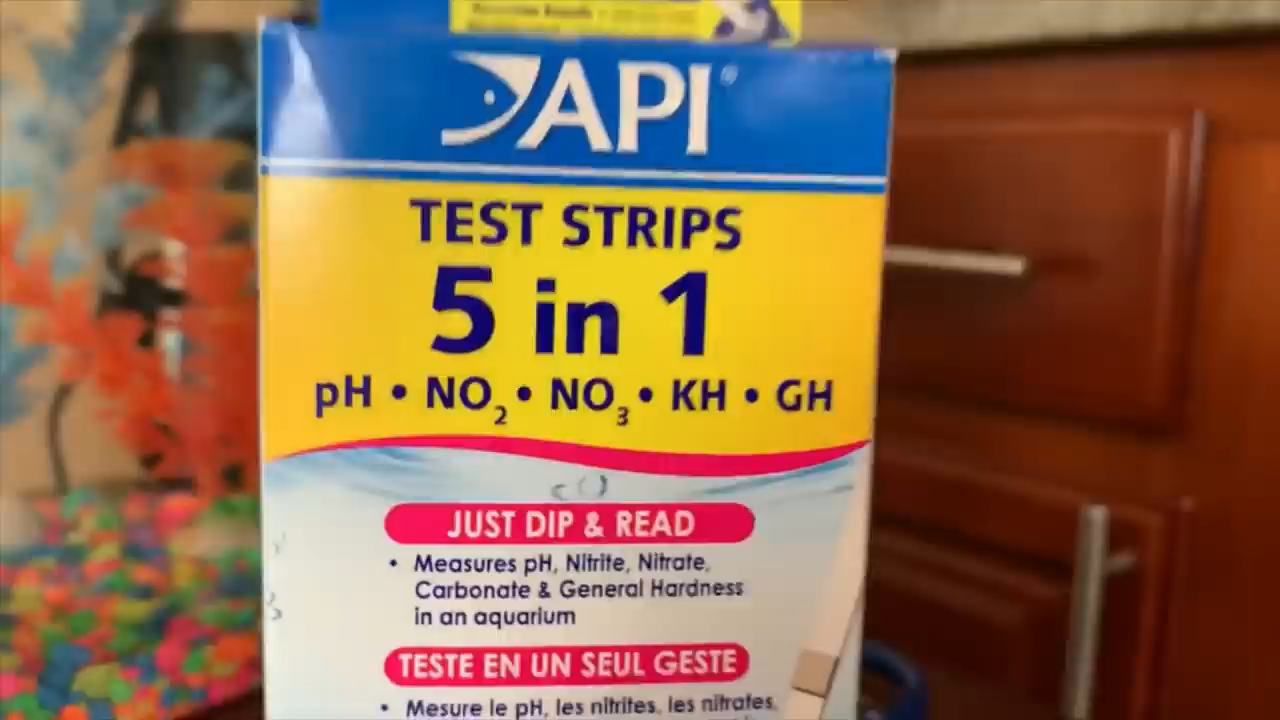 API®
TEST STRIPS
5 in 1
pH • NO2 • NO3 • KH • GH
JUST DIP & READ
• Measures pH, Nitrite, Nitrate,
Carbonate & General Hardness
in an aquarium
TESTE EN UN SEUL GESTE
• Mesure le pH, les nitrites, les nitrates,